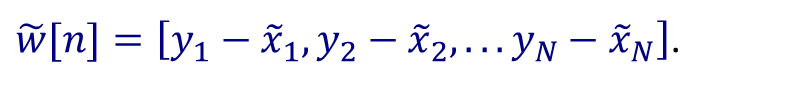 w̃[n] = [y₁ − x̃₁, y₂ − x̃₂, … y_N − x̃_N].